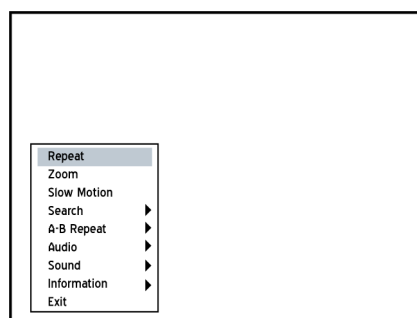 Repeat
Zoom
Slow Motion
Search
A-B Repeat
Audio
Sound
Information
Exit